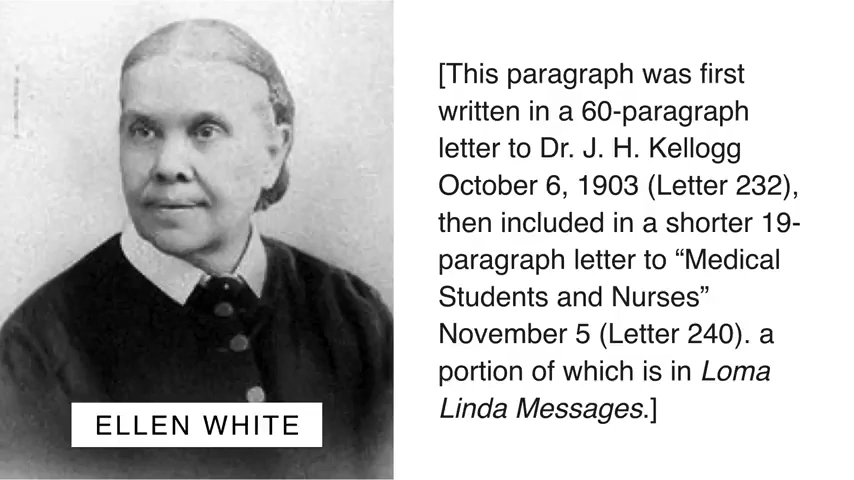 ELLEN WHITE
[This paragraph was first
written in a 60-paragraph
letter to Dr. J. H. Kellogg
October 6, 1903 (Letter 232),
then included in a shorter 19-
paragraph letter to “Medical
Students and Nurses”
November 5 (Letter 240). a
portion of which is in Loma
Linda Messages.]